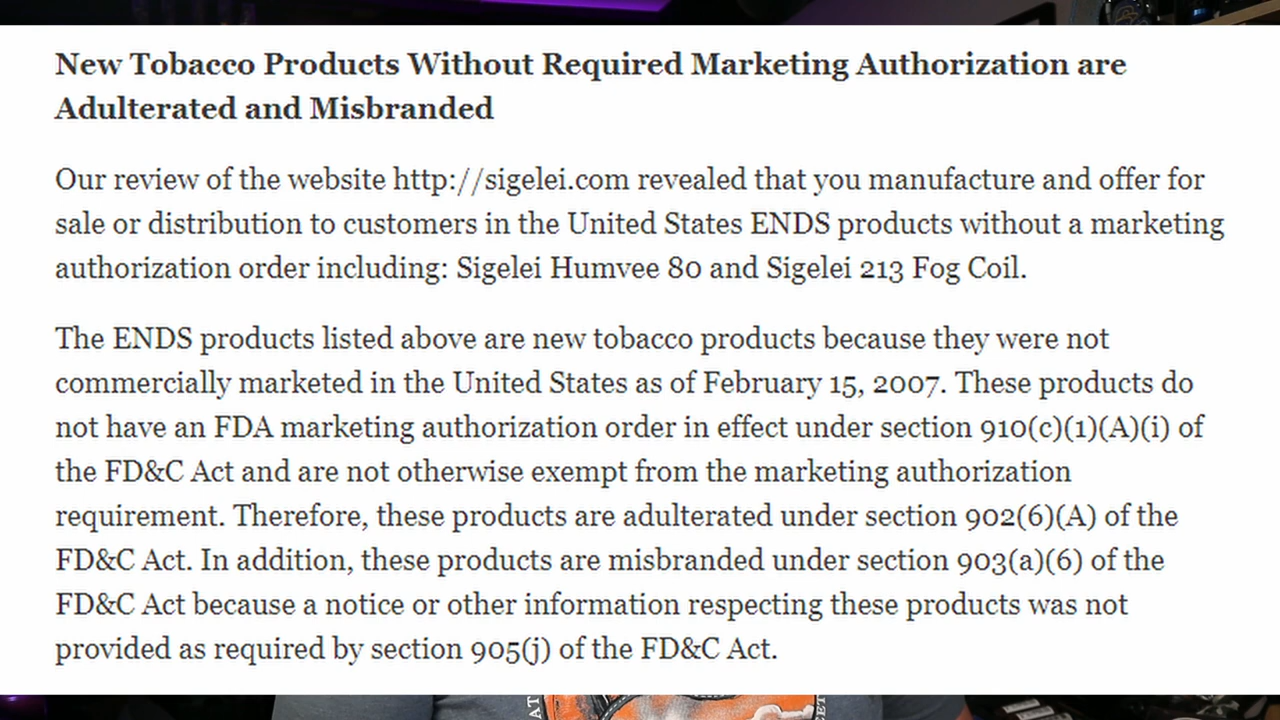 New Tobacco Products Without Required Marketing Authorization are
Adulterated and Misbranded
Our review of the website http://sigelei.com revealed that you manufacture and offer for
sale or distribution to customers in the United States ENDS products without a marketing
authorization order including: Sigelei Humvee 80 and Sigelei 213 Fog Coil.
The ENDS products listed above are new tobacco products because they were not
commercially marketed in the United States as of February 15, 2007. These products do
not have an FDA marketing authorization order in effect under section 910(c)(1)(A)(i) of
the FD&C Act and are not otherwise exempt from the marketing authorization
requirement. Therefore, these products are adulterated under section 902(6)(A) of the
FD&C Act. In addition, these products are misbranded under section 903(a)(6) of the
FD&C Act because a notice or other information respecting these products was not
provided as required by section 905(j) of the FD&C Act.